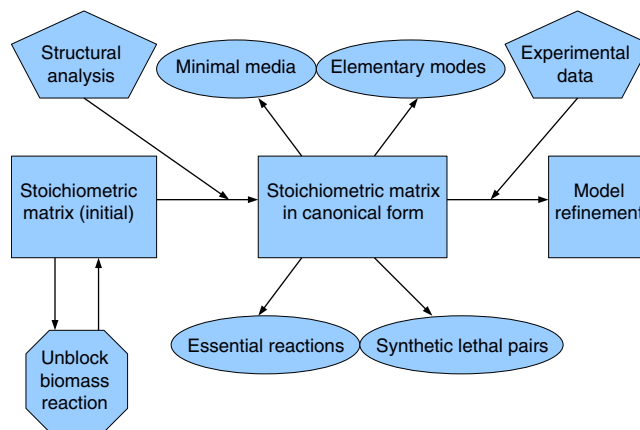 Structural
analysis
Minimal media
Elementary modes
Experimental
data
Stoichiometric
matrix (initial)
Stoichiometric matrix
in canonical form
Model
refinement
Essential reactions
Synthetic lethal pairs
Unblock
biomass
reaction